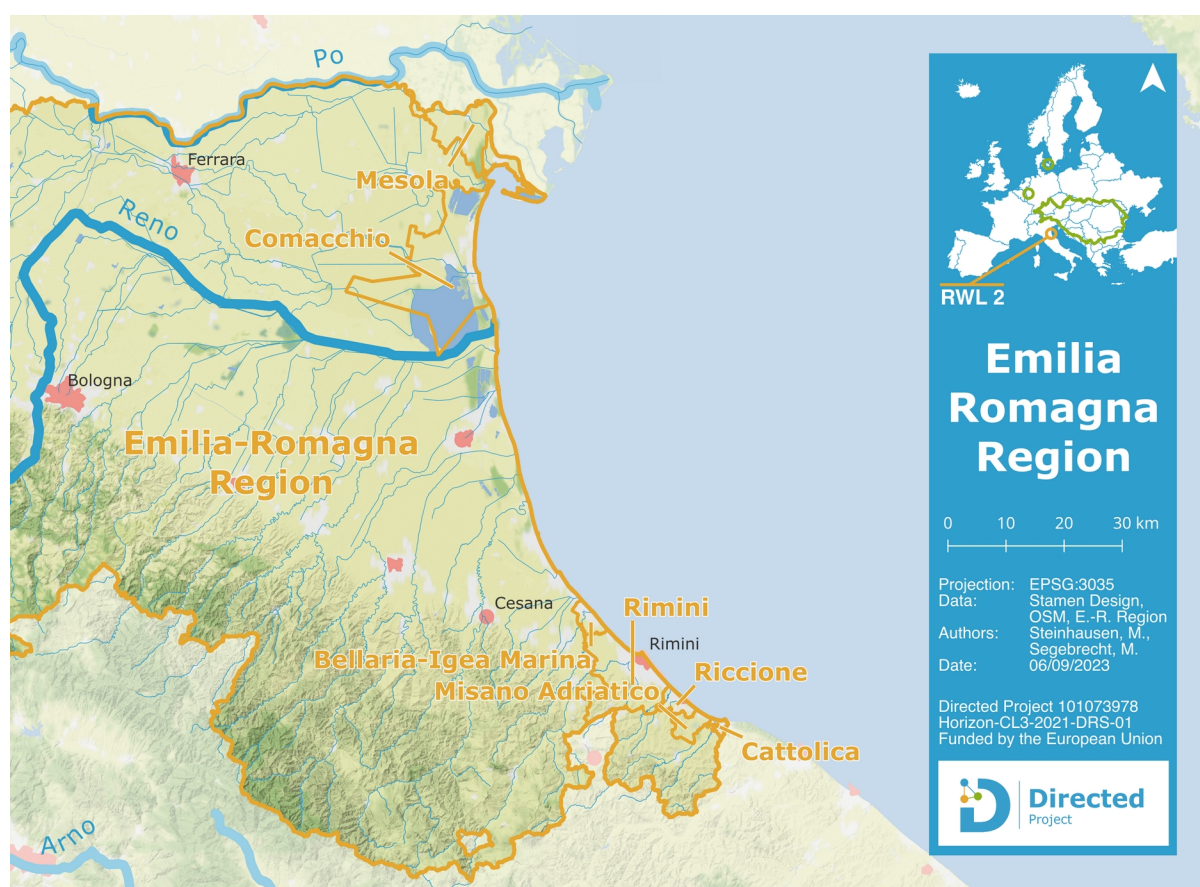 Po
Ferrara
Mesola
Reno
Comacchio
Bologna
Emilia-Romagna
Region
Cesana
Rimini
Rimini
Bellaria-Igea Marina
Riccione
Misano Adriatico
Cattolica
Arno
RWL 2
Emilia
Romagna
Region
0 10 20 30 km
Projection: EPSG:3035
Data: Stamen Design,
OSM, E.-R. Region
Authors: Steinhausen, M.,
Segebrecht, M.
Date: 06/09/2023
Directed Project 101073978
Horizon-CL3-2021-DRS-01
Funded by the European Union
D
Directed
Project